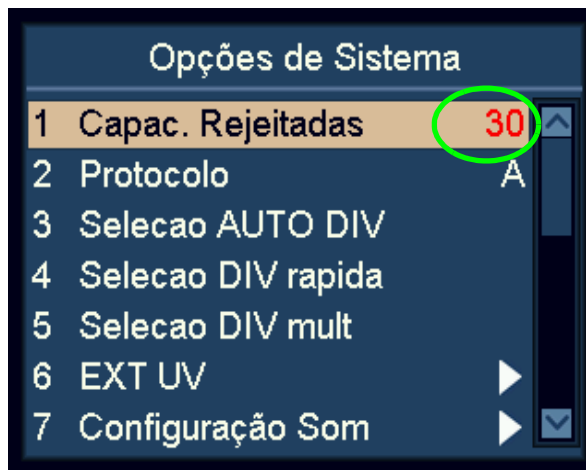 Opções de Sistema
1 Capac. Rejeitadas 30
2 Protocolo A
3 Selecao AUTO DIV
4 Selecao DIV rapida
5 Selecao DIV mult
6 EXT UV
7 Configuração Som